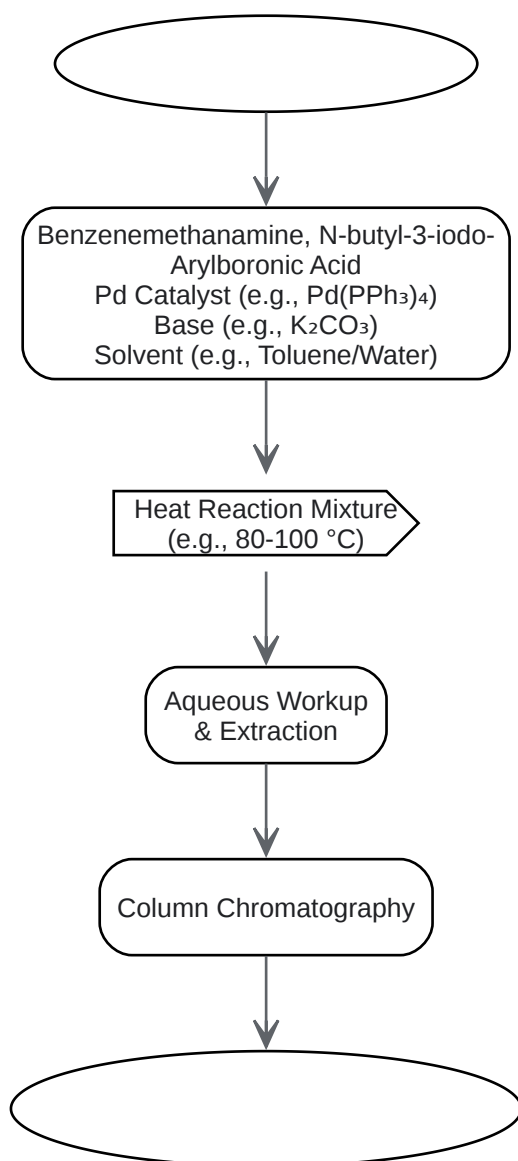 Benzenemethanamine, N-butyl-3-iodo-
Arylboronic Acid
Pd Catalyst (e.g., Pd(PPh₃)₄)
Base (e.g., K₂CO₃)
Solvent (e.g., Toluene/Water)
Heat Reaction Mixture
(e.g., 80-100 °C)
Aqueous Workup
& Extraction
Column Chromatography